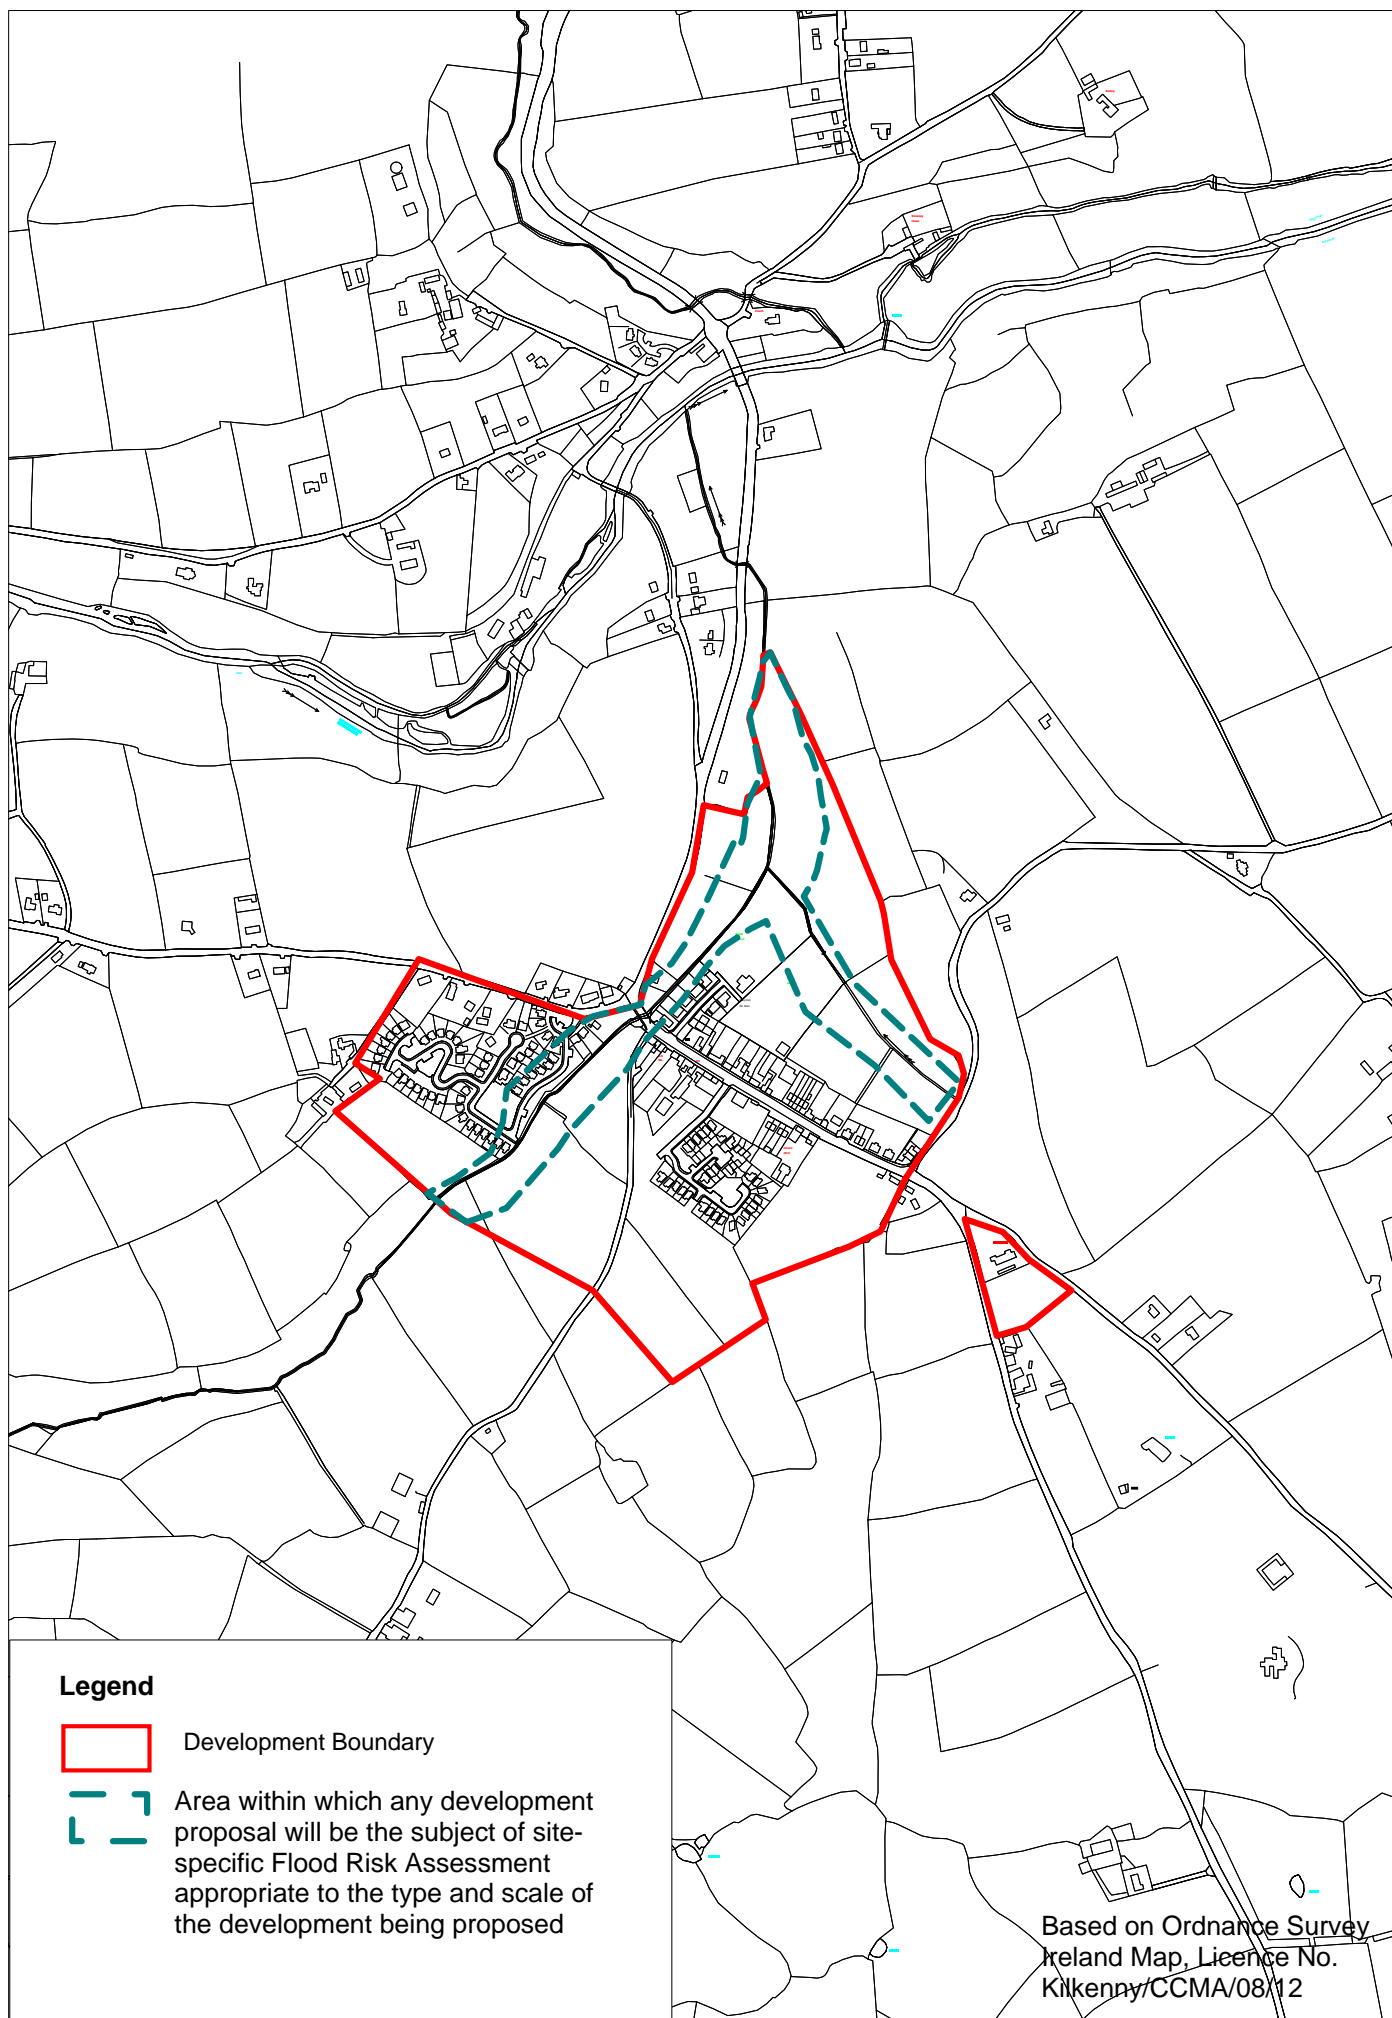 Legend
Development Boundary
Area within which any development
proposal will be the subject of site-
specific Flood Risk Assessment
appropriate to the type and scale of
the development being proposed
Based on Ordnance Survey
Ireland Map, Licence No.
Kilkenny/CCMA/08/12